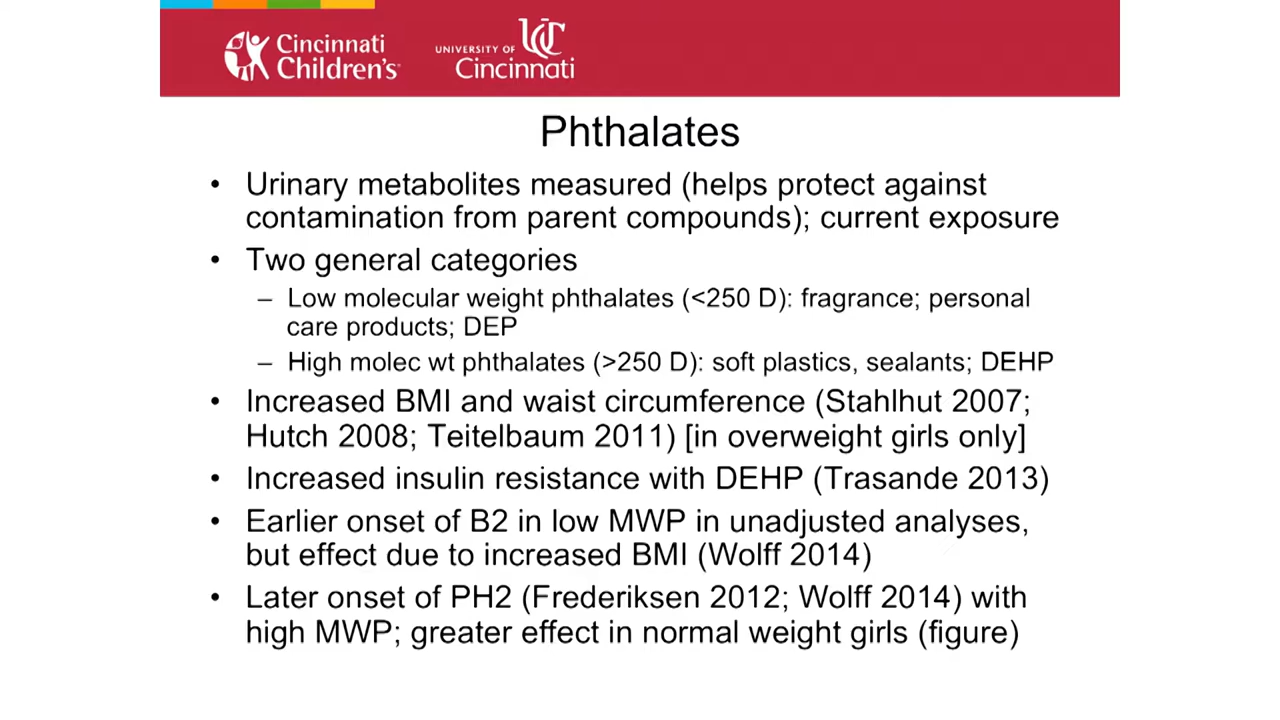 Cincinnati
Children's
UNIVERSITY OF
UC
Cincinnati
Phthalates
• Urinary metabolites measured (helps protect against
contamination from parent compounds); current exposure
• Two general categories
– Low molecular weight phthalates (<250 D): fragrance; personal
care products; DEP
– High molec wt phthalates (>250 D): soft plastics, sealants; DEHP
• Increased BMI and waist circumference (Stahlhut 2007;
Hutch 2008; Teitelbaum 2011) [in overweight girls only]
• Increased insulin resistance with DEHP (Trasande 2013)
• Earlier onset of B2 in low MWP in unadjusted analyses,
but effect due to increased BMI (Wolff 2014)
• Later onset of PH2 (Frederiksen 2012; Wolff 2014) with
high MWP; greater effect in normal weight girls (figure)